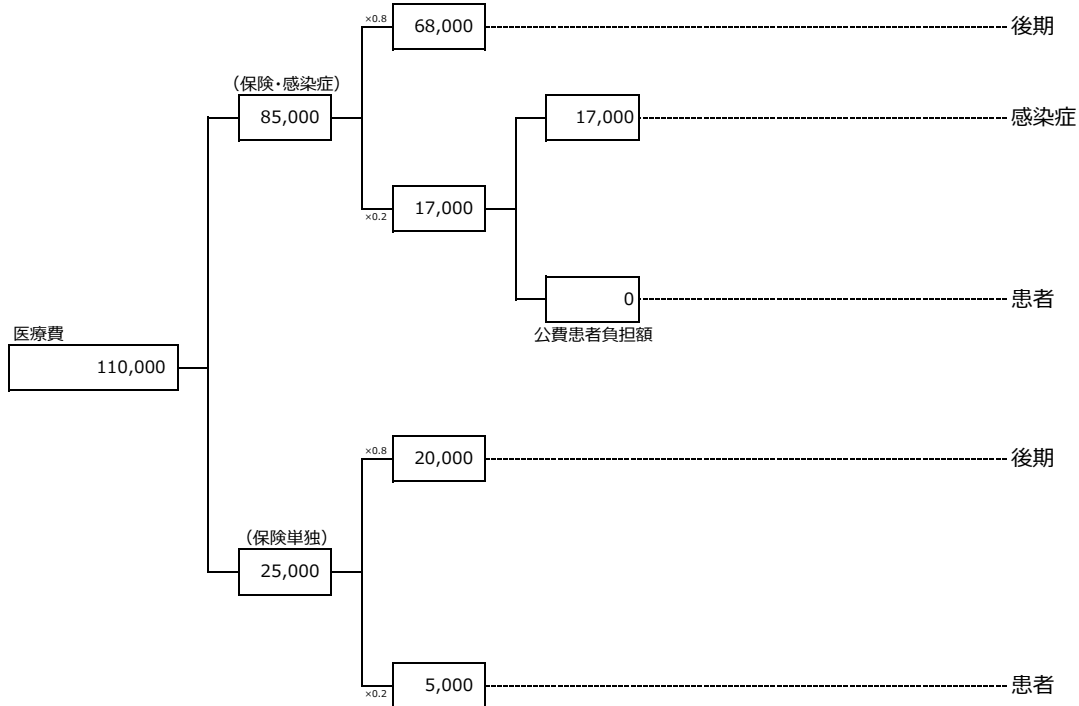 ×0.8
68,000
後期
（保険・感染症）
85,000
17,000
感染症
×0.2
17,000
0
患者
公費患者負担額
医療費
110,000
×0.8
20,000
後期
（保険単独）
25,000
×0.2
5,000
患者